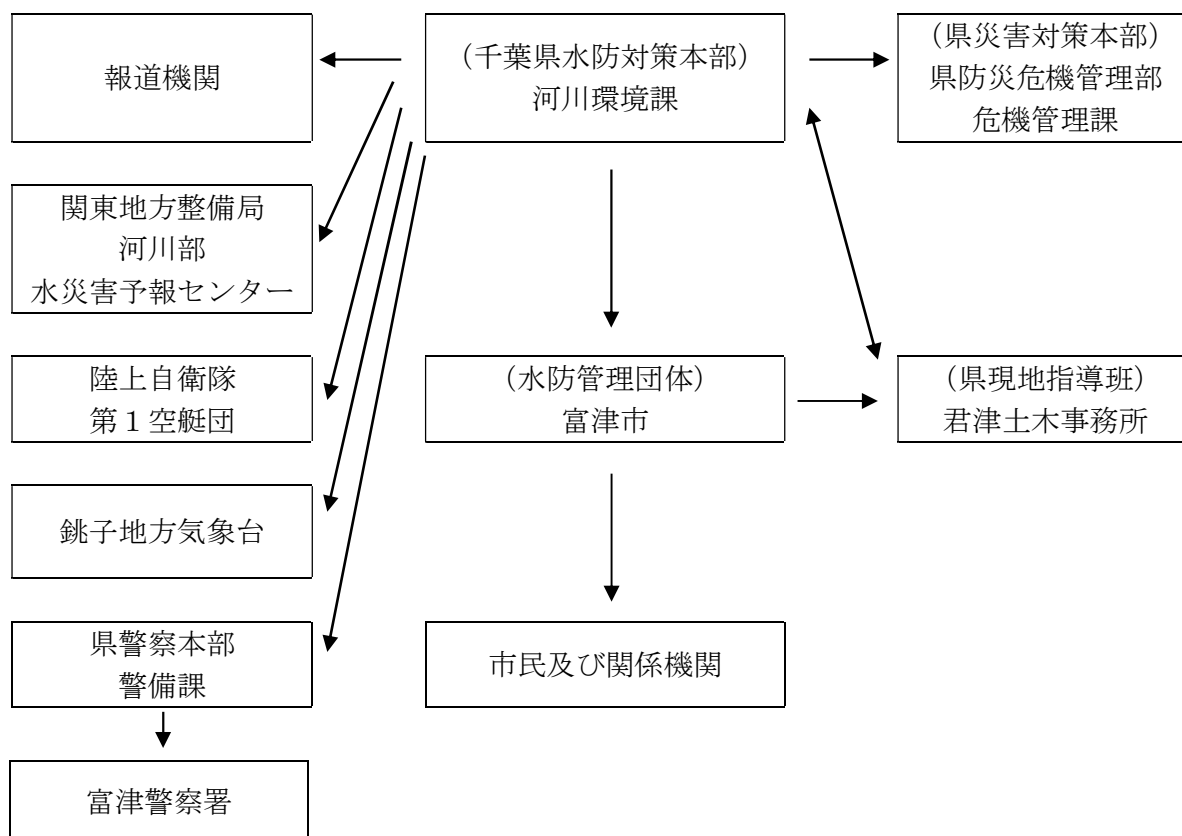 報道機関
(千葉県水防対策本部)
河川環境課
(県災害対策本部)
県防災危機管理部
危機管理課
関東地方整備局
河川部
水災害予報センター
陸上自衛隊
第1空艇団
(水防管理団体)
富津市
(県現地指導班)
君津土木事務所
銚子地方気象台
県警察本部
警備課
市民及び関係機関
富津警察署